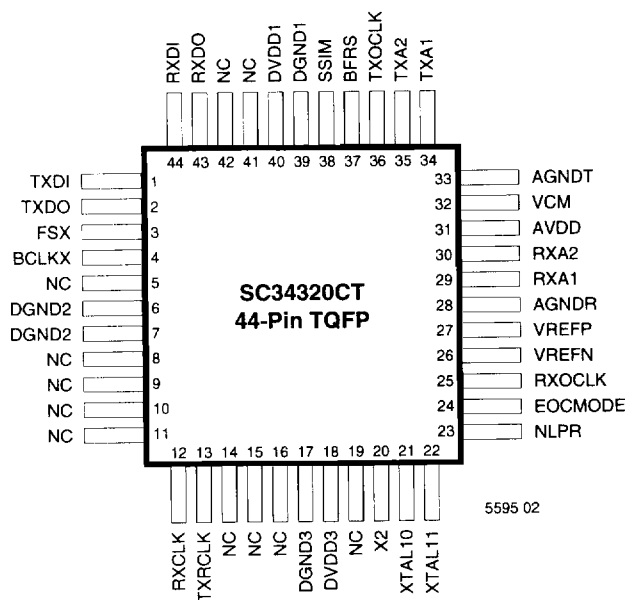 RXDI RXDO NC NC DVDD1 DGND1 SSIM BFRS TXOCLK TXA2 TXA1
44 43 42 41 40 39 38 37 36 35 34
TXDI 1
TXDO 2
FSX 3
BCLKX 4
NC 5
DGND2 6
DGND2 7
NC 8
NC 9
NC 10
NC 11
SC34320CT
44-Pin TQFP
33 AGNDT
32 VCM
31 AVDD
30 RXA2
29 RXA1
28 AGNDR
27 VREFP
26 VREFN
25 RXOCLK
24 EOCMODE
23 NLPR
12 13 14 15 16 17 18 19 20 21 22
RXCLK TXRCLK NC NC NC DGND3 DVDD3 NC X2 XTAL10 XTAL11
5595 02